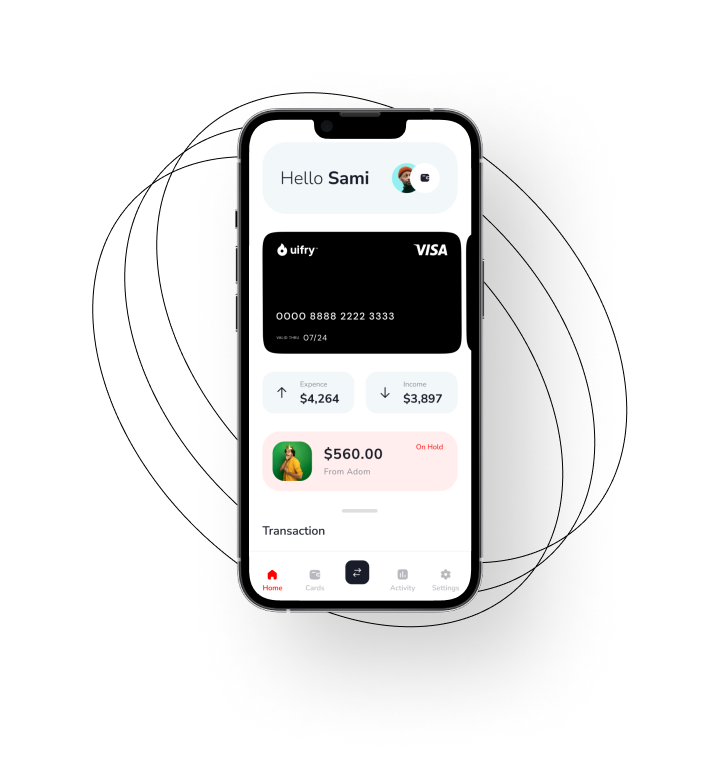 Hello Sami
uifry™
VISA
0000 8888 2222 3333
VALID THRU 07/24
Expence
$4,264
Income
$3,897
$560.00
On Hold
From Adom
Transaction
Home
Cards
Activity
Settings